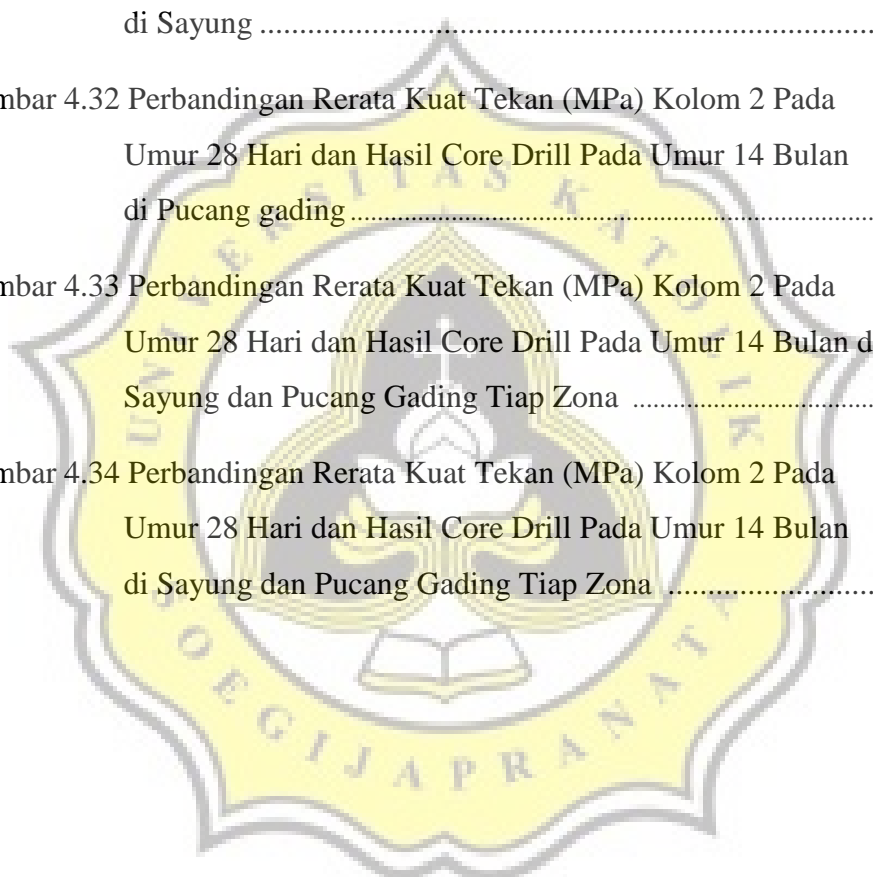 di Sayung ........................................................................
mbar 4.32 Perbandingan Rerata Kuat Tekan (MPa) Kolom 2 Pada
Umur 28 Hari dan Hasil Core Drill Pada Umur 14 Bulan
di Pucang gading ........................................................................
mbar 4.33 Perbandingan Rerata Kuat Tekan (MPa) Kolom 2 Pada
Umur 28 Hari dan Hasil Core Drill Pada Umur 14 Bulan d
Sayung dan Pucang Gading Tiap Zona ..............................
mbar 4.34 Perbandingan Rerata Kuat Tekan (MPa) Kolom 2 Pada
Umur 28 Hari dan Hasil Core Drill Pada Umur 14 Bulan
di Sayung dan Pucang Gading Tiap Zona ..........................
UNIVERSITAS KATOLIK
SOEGIJAPRANATA